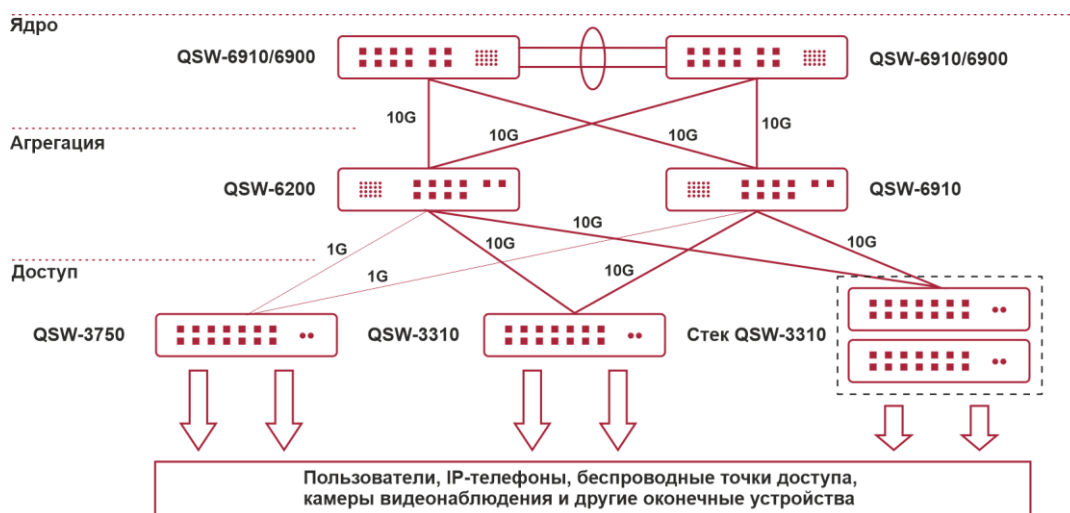 Ядро
QSW-6910/6900
QSW-6910/6900
10G
10G
10G
10G
Агрегация
QSW-6200
QSW-6910
10G
1G
10G
10G
1G
10G
Доступ
QSW-3750
QSW-3310
Стек QSW-3310
Пользователи, IP-телефоны, беспроводные точки доступа,
камеры видеонаблюдения и другие оконечные устройства